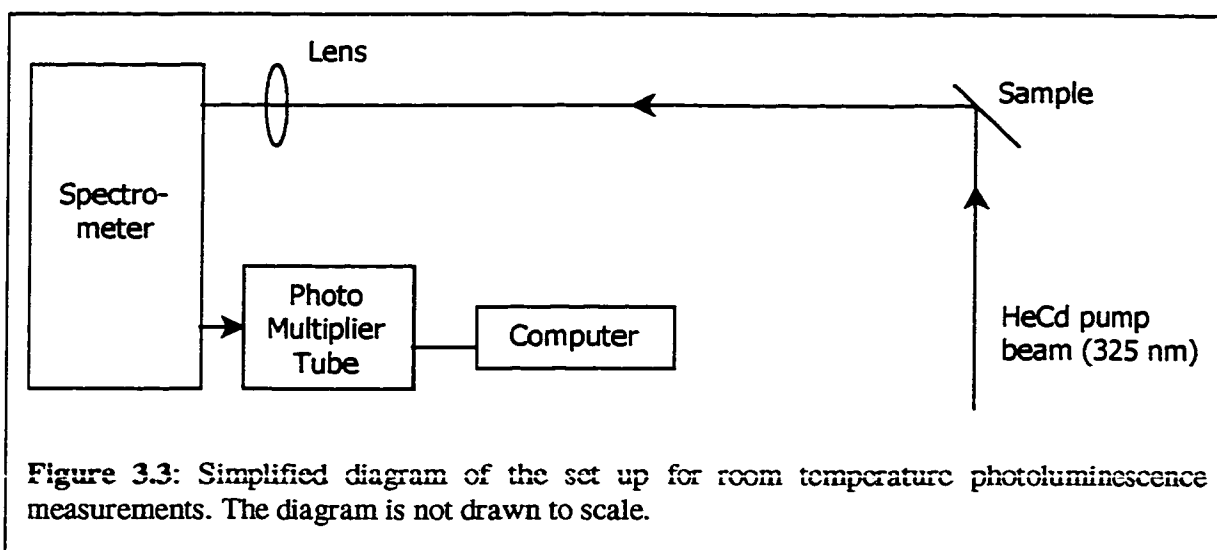 Lens
Sample
Spectro-
meter
Photo
Multiplier
Tube
Computer
HeCd pump
beam (325 nm)
Figure 3.3: Simplified diagram of the set up for room temperature photoluminescence
measurements. The diagram is not drawn to scale.